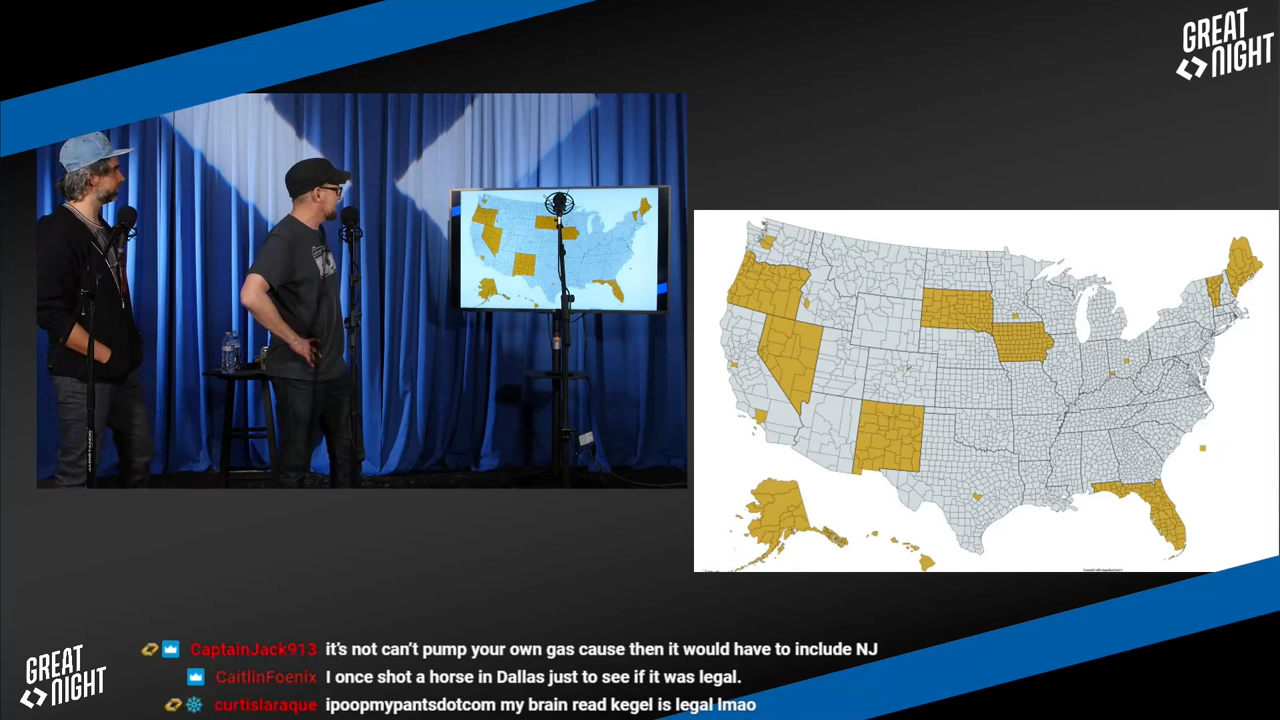 GREAT
NIGHT
CaptainJack913 it's not can't pump your own gas cause then it would have to include NJ
GREAT
NIGHT
CaitlinFoenix I once shot a horse in Dallas just to see if it was legal.
curtislaraque ipoopmypantsdotcom my brain read kegel is legal lmao